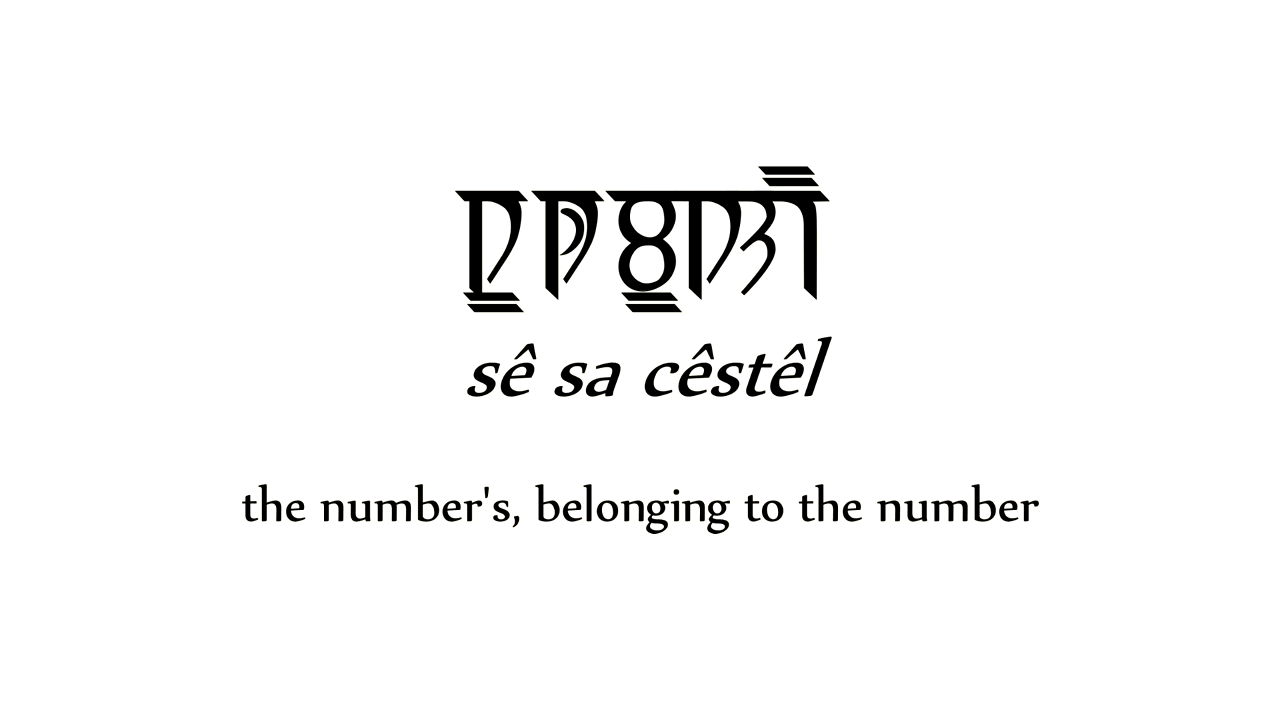 sê sa cêstêl
the number's, belonging to the number